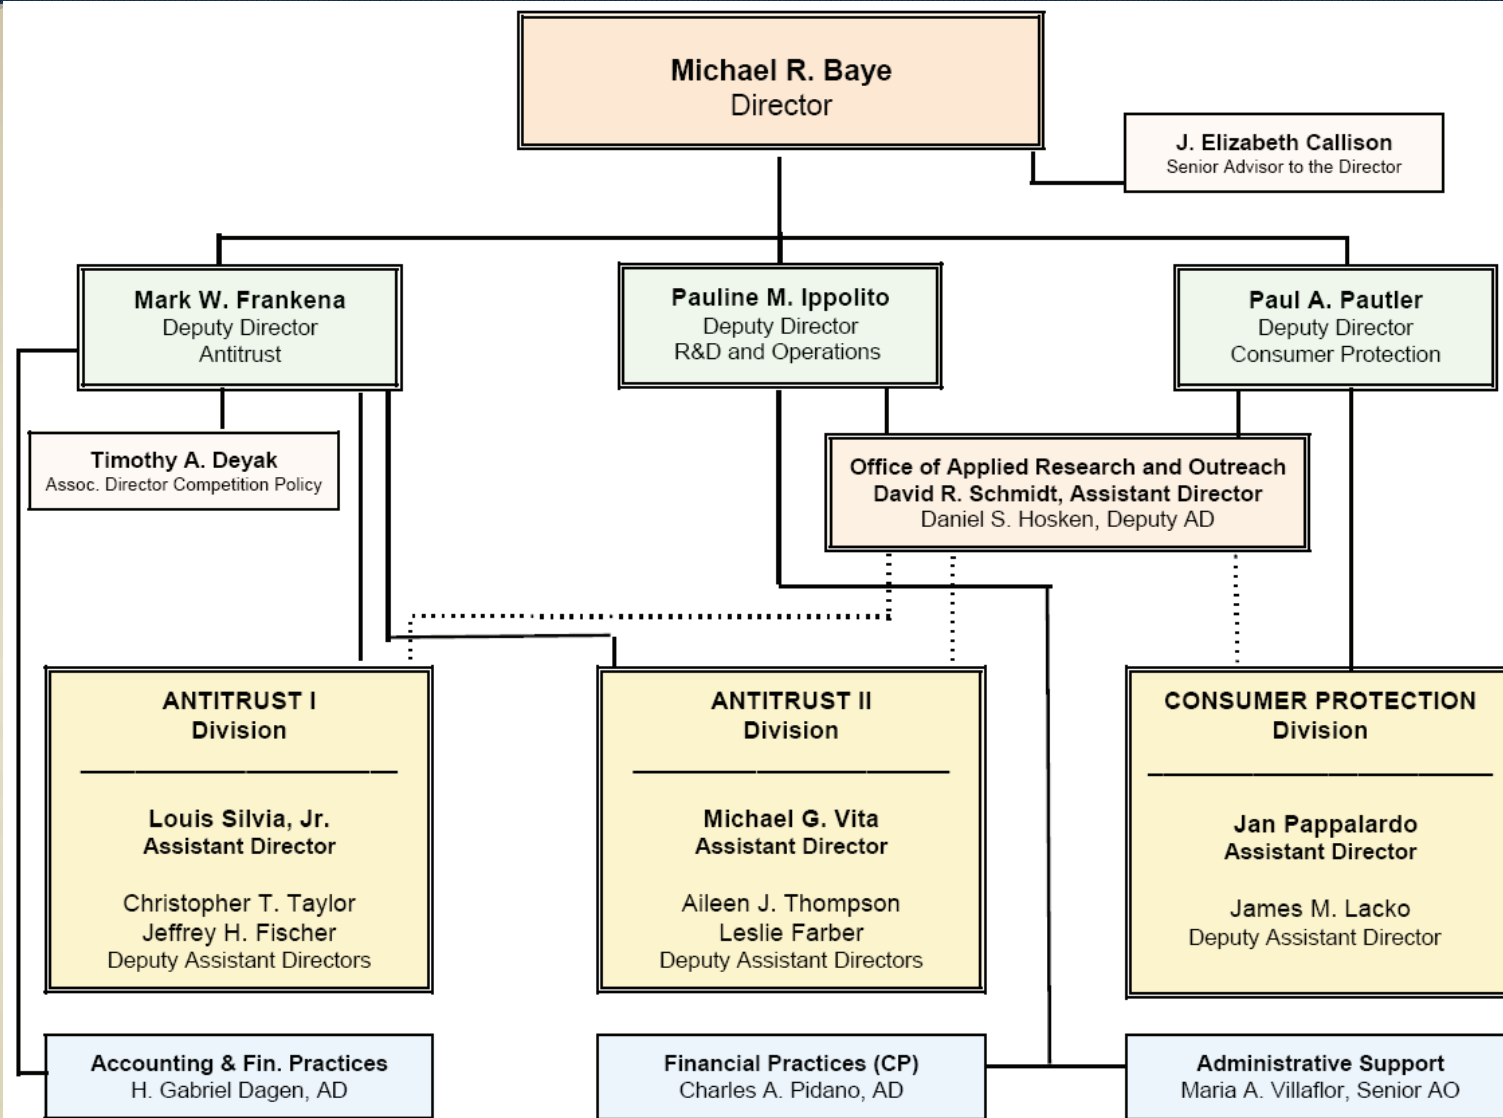 Michael R. Baye
Director
J. Elizabeth Callison
Senior Advisor to the Director
Mark W. Frankena
Deputy Director
Antitrust
Pauline M. Ippolito
Deputy Director
R&D and Operations
Paul A. Pautler
Deputy Director
Consumer Protection
Timothy A. Deyak
Assoc. Director Competition Policy
Office of Applied Research and Outreach
David R. Schmidt, Assistant Director
Daniel S. Hosken, Deputy AD
ANTITRUST I
Division
Louis Silvia, Jr.
Assistant Director
Christopher T. Taylor
Jeffrey H. Fischer
Deputy Assistant Directors
ANTITRUST II
Division
Michael G. Vita
Assistant Director
Aileen J. Thompson
Leslie Farber
Deputy Assistant Directors
CONSUMER PROTECTION
Division
Jan Pappalardo
Assistant Director
James M. Lacko
Deputy Assistant Director
Accounting & Fin. Practices
H. Gabriel Dagen, AD
Financial Practices (CP)
Charles A. Pidano, AD
Administrative Support
Maria A. Villaflor, Senior AO